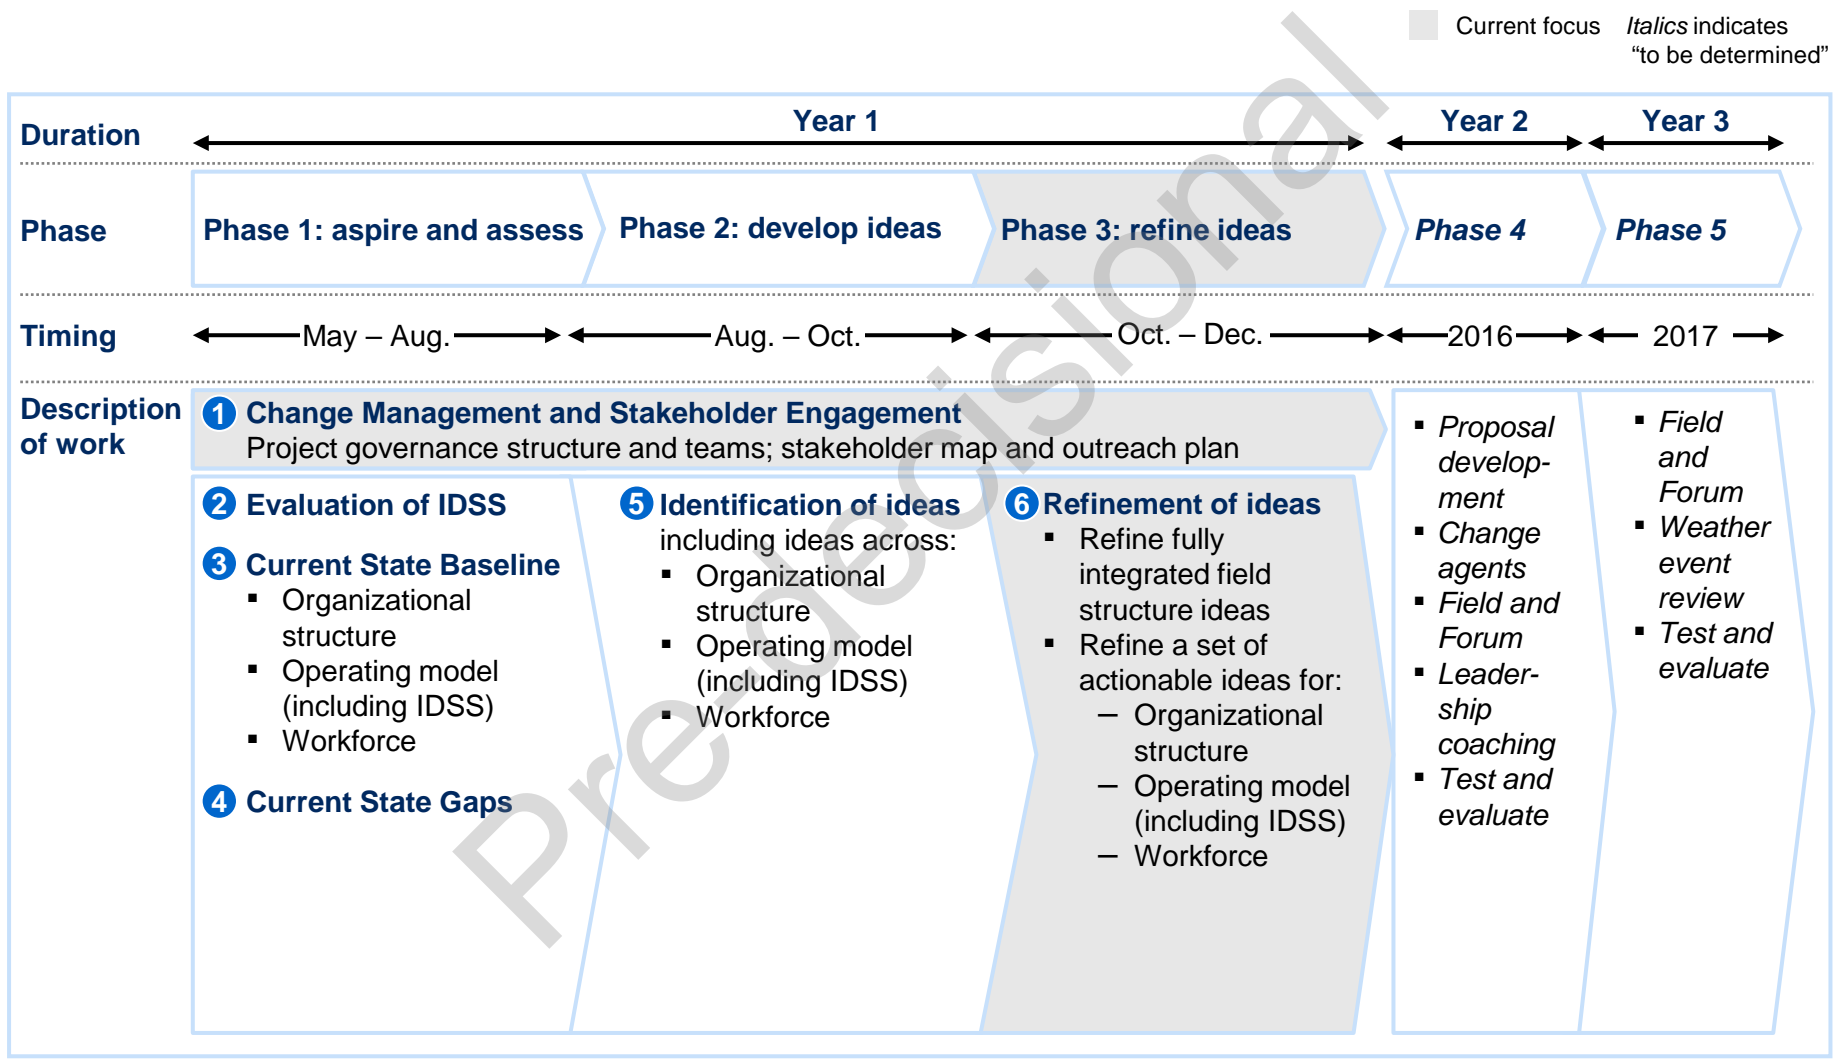 Current focus
Italics indicates
“to be determined”
Duration
Year 1
Year 2
Year 3
Phase
Phase 1: aspire and assess
Phase 2: develop ideas
Phase 3: refine ideas
Phase 4
Phase 5
Timing
May – Aug.
Aug. – Oct.
Oct. – Dec.
2016
2017
Description
of work
1 Change Management and Stakeholder Engagement
Project governance structure and teams; stakeholder map and outreach plan
2 Evaluation of IDSS
3 Current State Baseline
▪ Organizational
structure
▪ Operating model
(including IDSS)
▪ Workforce
4 Current State Gaps
5 Identification of ideas
including ideas across:
▪ Organizational
structure
▪ Operating model
(including IDSS)
▪ Workforce
6 Refinement of ideas
▪ Refine fully
integrated field
structure ideas
▪ Refine a set of
actionable ideas for:
– Organizational
structure
– Operating model
(including IDSS)
– Workforce
▪ Proposal
develop-
ment
▪ Change
agents
▪ Field and
Forum
▪ Leader-
ship
coaching
▪ Test and
evaluate
▪ Field
and
Forum
▪ Weather
event
review
▪ Test and
evaluate
Pre-decisional